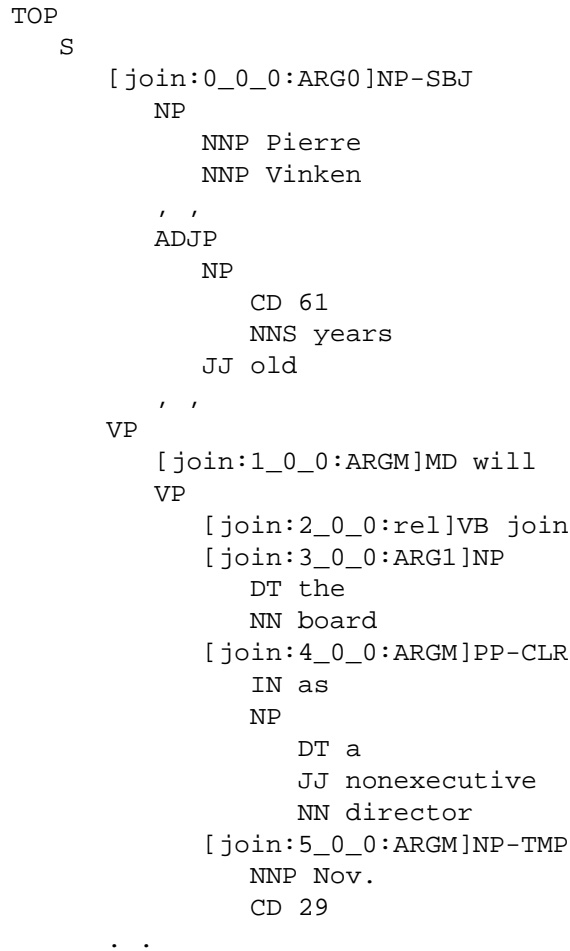 TOP
S
[join:0_0_0:ARG0]NP-SBJ
NP
NNP Pierre
NNP Vinken
, ,
ADJP
NP
CD 61
NNS years
JJ old
, ,
VP
[join:1_0_0:ARGM]MD will
VP
[join:2_0_0:rel]VB join
[join:3_0_0:ARG1]NP
DT the
NN board
[join:4_0_0:ARGM]PP-CLR
IN as
NP
DT a
JJ nonexecutive
NN director
[join:5_0_0:ARGM]NP-TMP
NNP Nov.
CD 29
. .